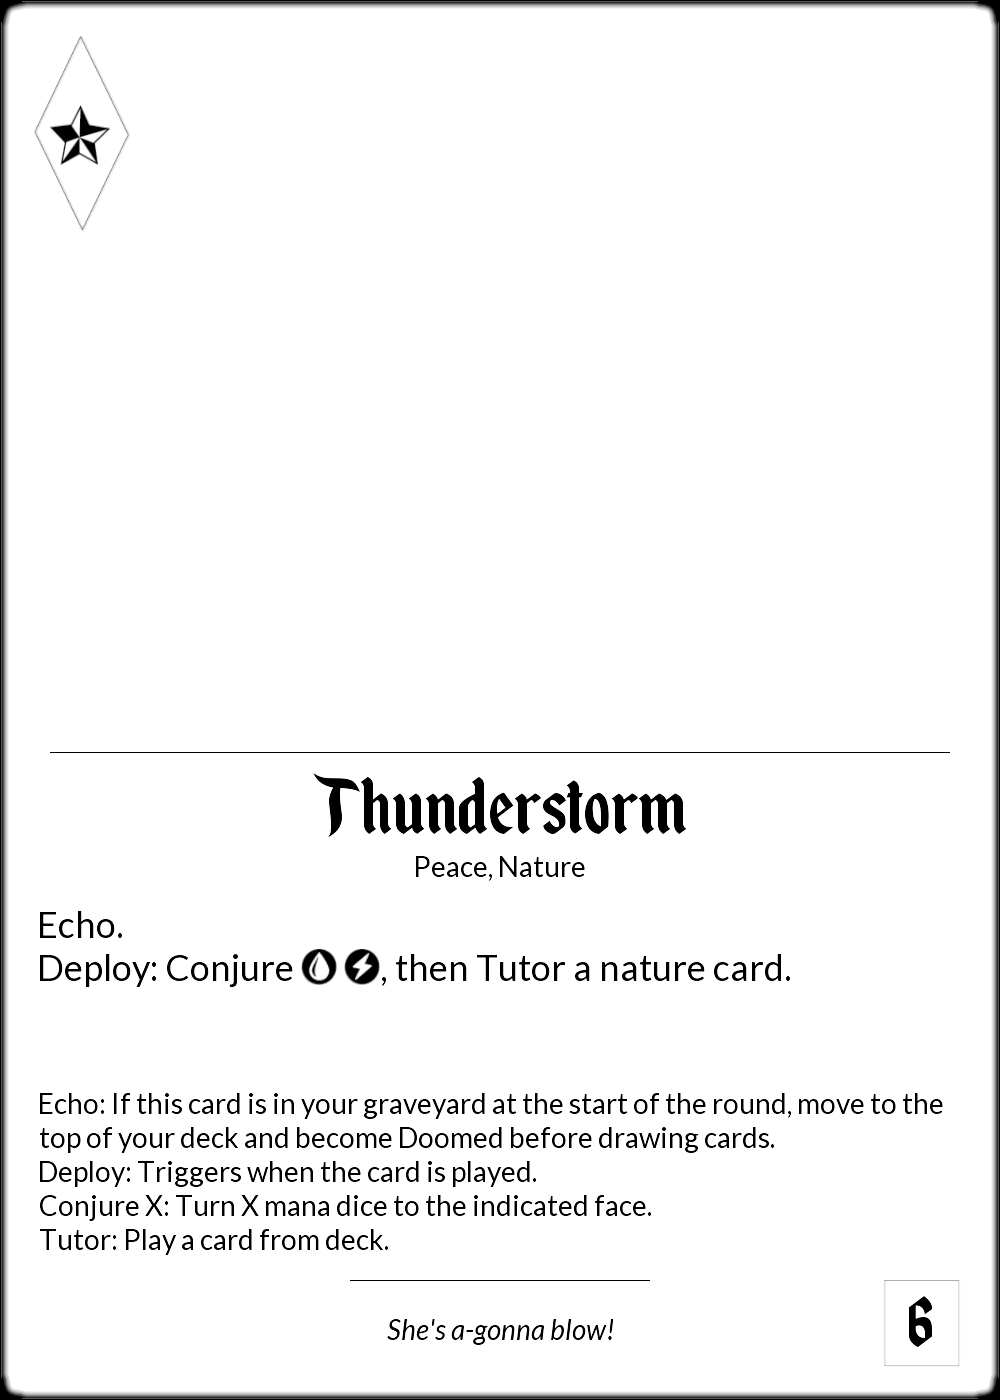 Thunderstorm
Peace, Nature
Echo.
Deploy: Conjure , then Tutor a nature card.
Echo: If this card is in your graveyard at the start of the round, move to the
top of your deck and become Doomed before drawing cards.
Deploy: Triggers when the card is played.
Conjure X: Turn X mana dice to the indicated face.
Tutor: Play a card from deck.
She's a-gonna blow!
6